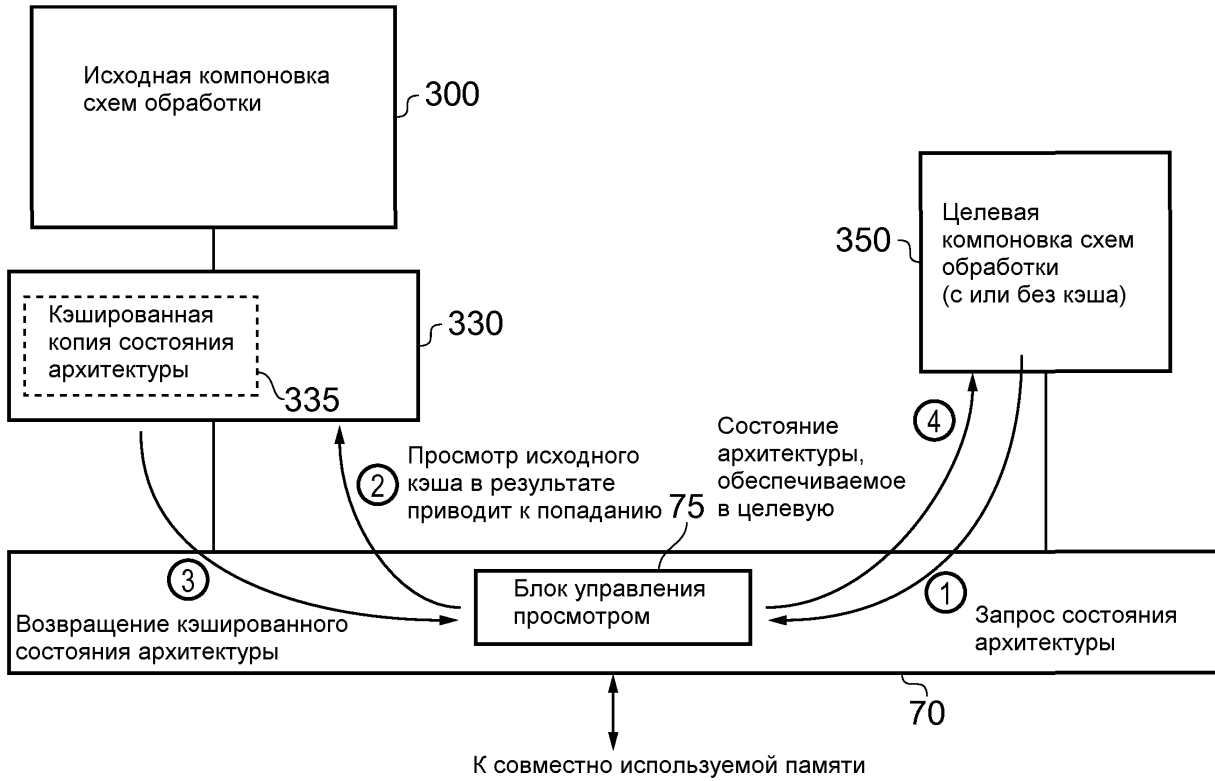 Исходная компоновка
схем обработки
300
Целевая
компоновка схем
обработки
(с или без кэша)
350
Кэшированная
копия состояния
архитектуры
330
335
4
Состояние
архитектуры,
обеспечиваемое
в целевую
2
Просмотр исходного
кэша в результате
приводит к попаданию
75
3
Возвращение кэшированного
состояния архитектуры
Блок управления
просмотром
1
Запрос состояния
архитектуры
70
К совместно используемой памяти